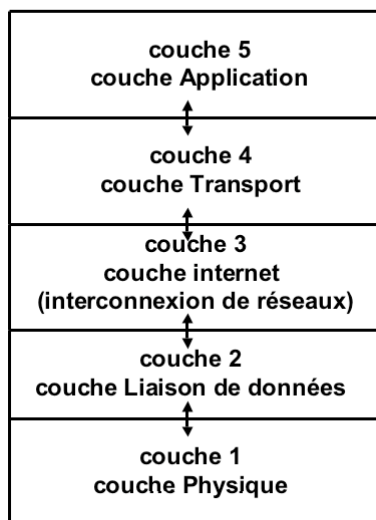 couche 5
couche Application
couche 4
couche Transport
couche 3
couche internet
(interconnexion de réseaux)
couche 2
couche Liaison de données
couche 1
couche Physique